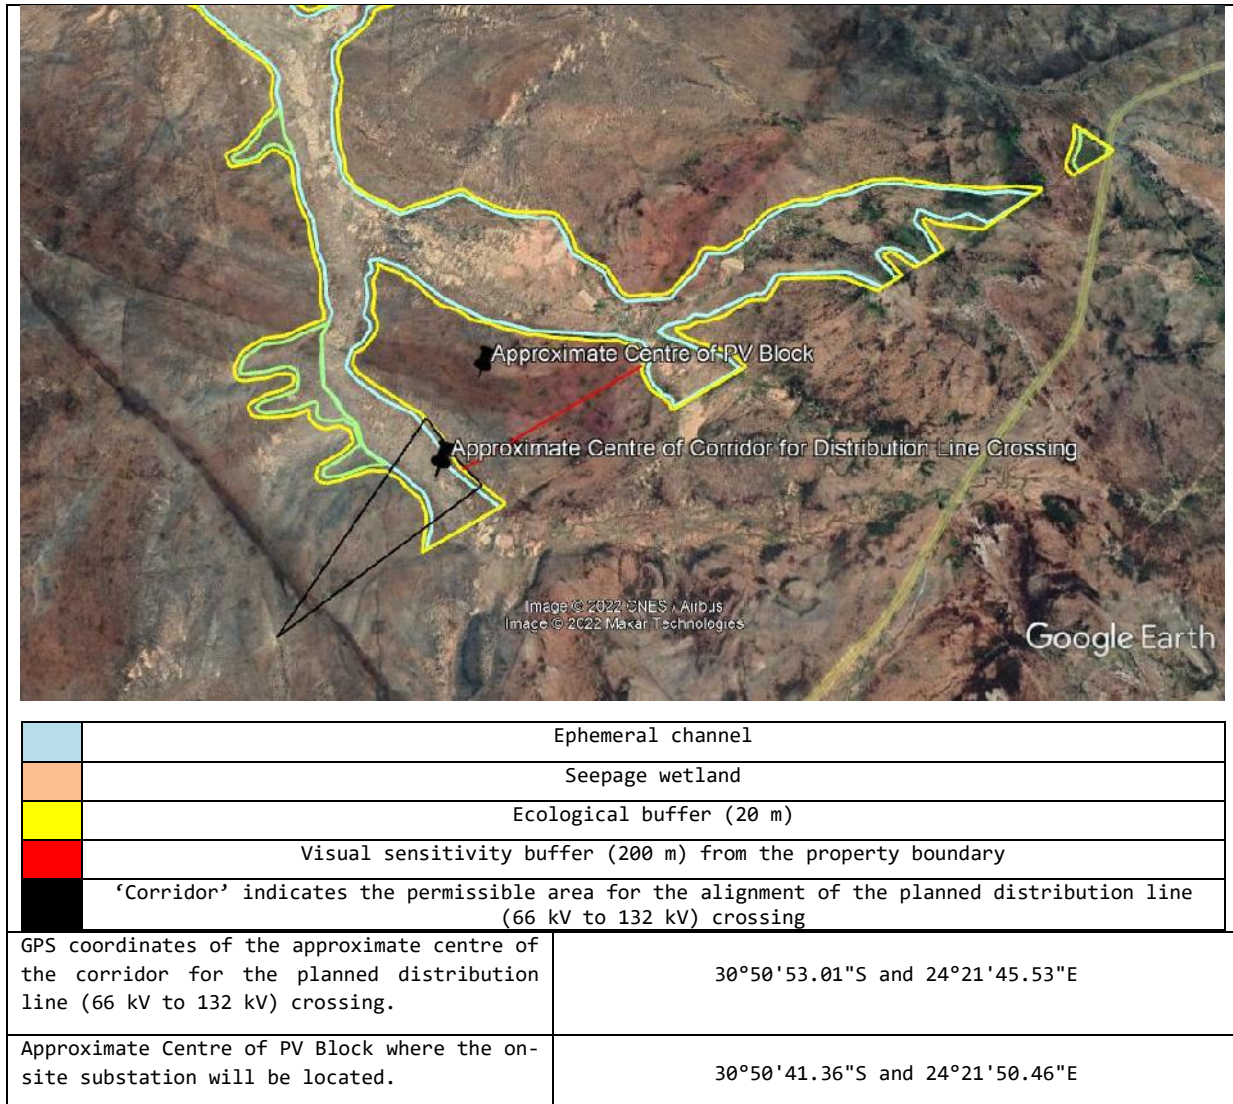 Approximate Centre of PV Block
Approximate Centre of Corridor for Distribution Line Crossing
Image © 2022 CNES / Airbus
Image © 2022 Maxar Technologies
Google Earth
Ephemeral channel
Seepage wetland
Ecological buffer (20 m)
Visual sensitivity buffer (200 m) from the property boundary
‘Corridor’ indicates the permissible area for the alignment of the planned distribution line
(66 kV to 132 kV) crossing
GPS coordinates of the approximate centre of
the corridor for the planned distribution
line (66 kV to 132 kV) crossing.
30°50'53.01"S and 24°21'45.53"E
Approximate Centre of PV Block where the on-
site substation will be located.
30°50'41.36"S and 24°21'50.46"E